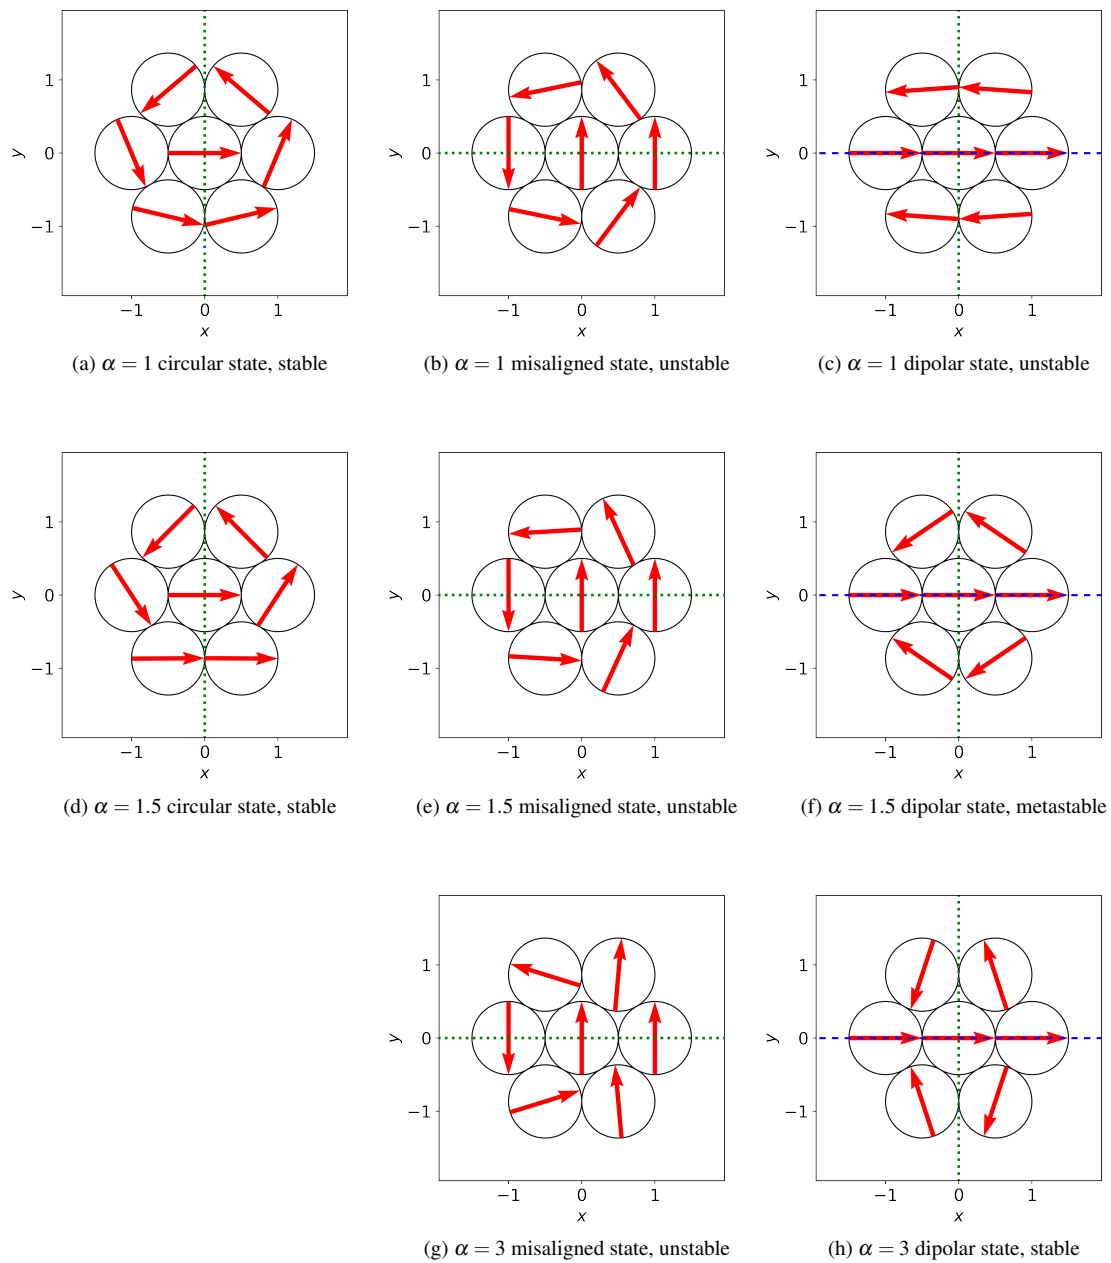 1
0
−1
y
−1 0 1
x
(a) α = 1 circular state, stable
1
0
−1
y
−1 0 1
x
(b) α = 1 misaligned state, unstable
1
0
−1
y
−1 0 1
x
(c) α = 1 dipolar state, unstable
1
0
−1
y
−1 0 1
x
(d) α = 1.5 circular state, stable
1
0
−1
y
−1 0 1
x
(e) α = 1.5 misaligned state, unstable
1
0
−1
y
−1 0 1
x
(f) α = 1.5 dipolar state, metastable
1
0
−1
y
−1 0 1
x
(g) α = 3 misaligned state, unstable
1
0
−1
y
−1 0 1
x
(h) α = 3 dipolar state, stable